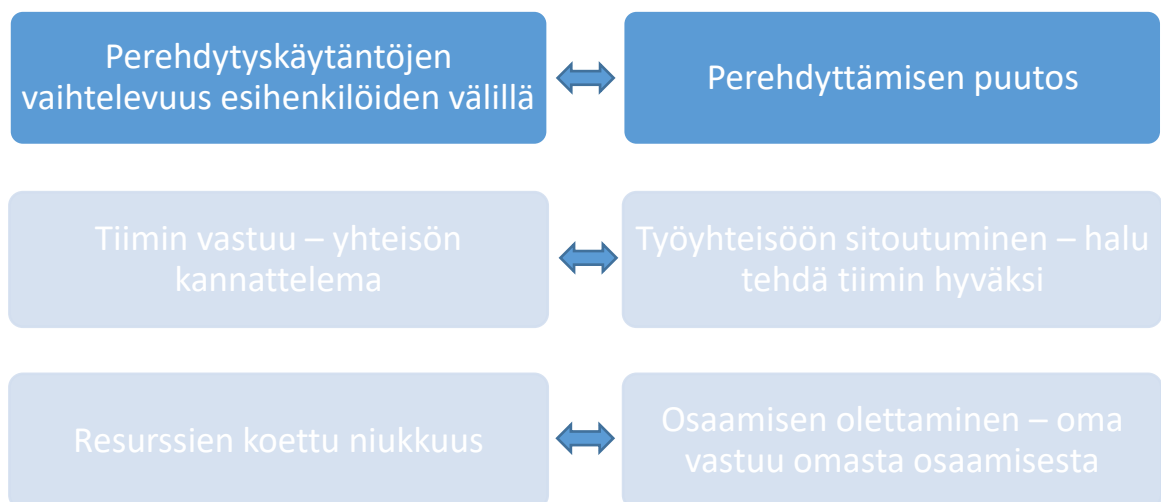 Perehdytyskäytäntöjen
vaihtelevuus esihenkilöiden välillä
Perehdyttämisen puutos
Tiimin vastuu – yhteisön
kannattelema
Työyhteisöön sitoutuminen – halu
tehdä tiimin hyväksi
Resurssien koettu niukkuus
Osaamisen olettaminen – oma
vastuu omasta osaamisesta